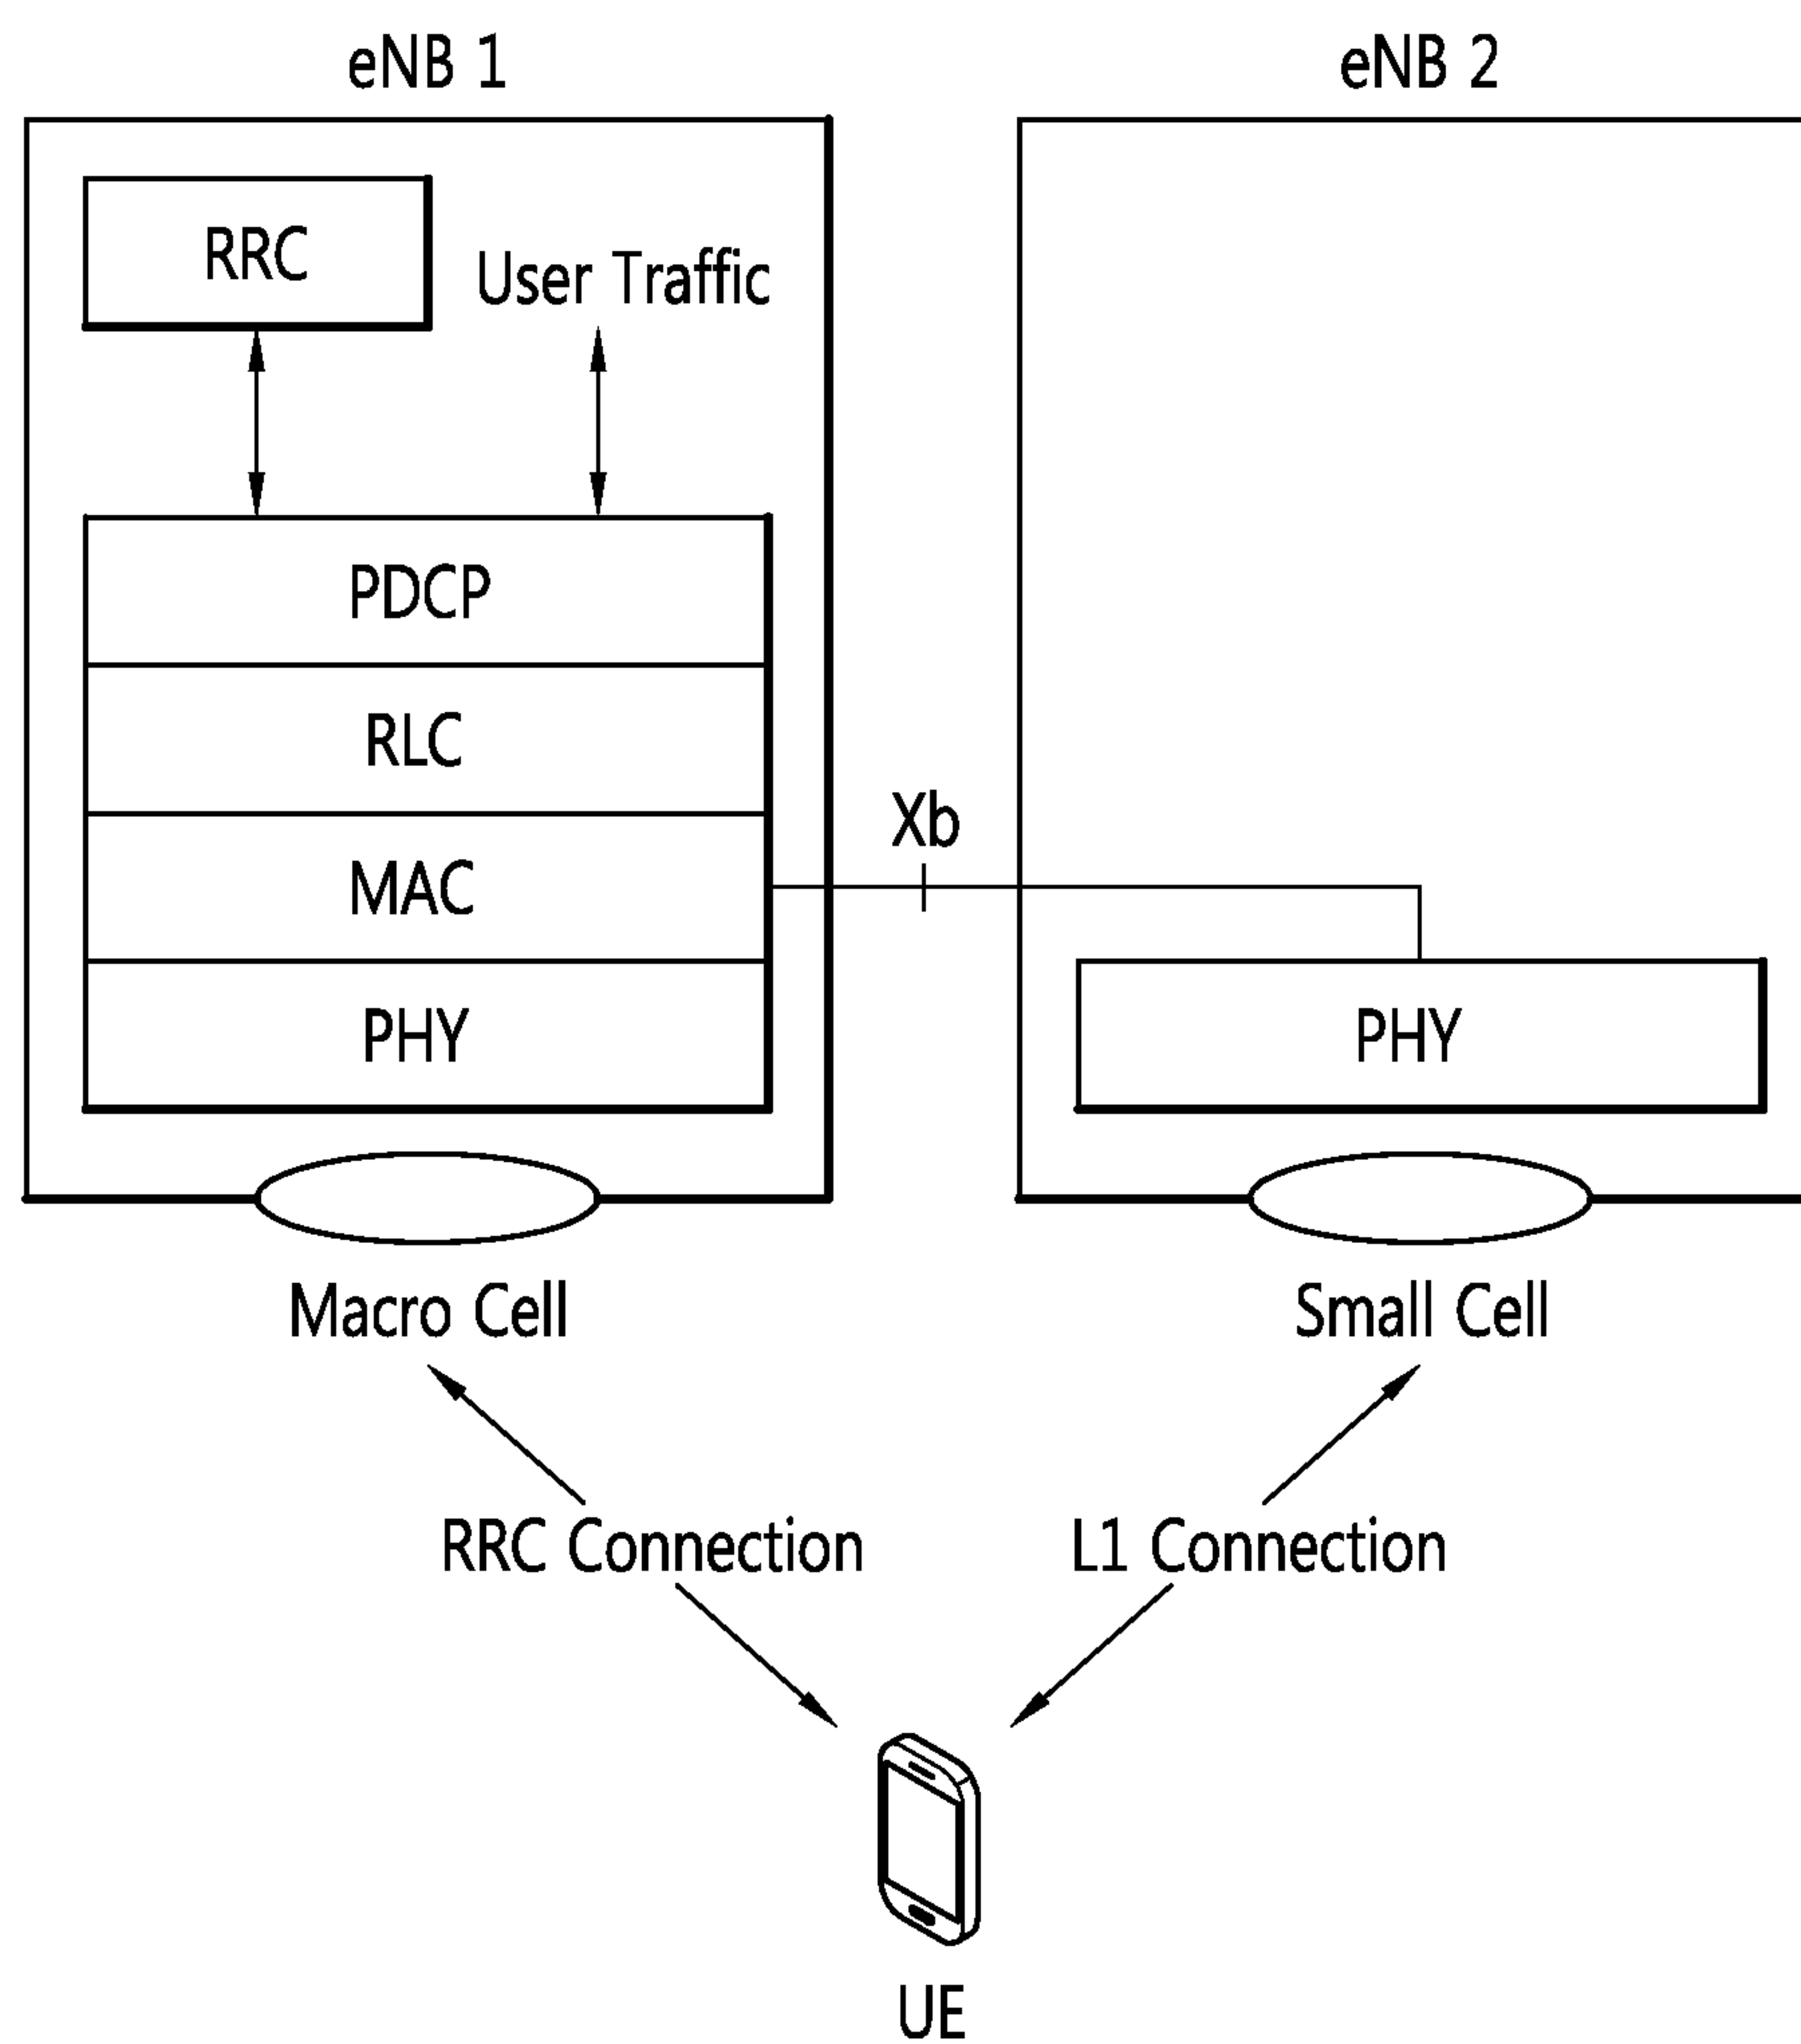 eNB 1
eNB 2
RRC
User Traffic
PDCP
RLC
MAC
PHY
Xb
PHY
Macro Cell
Small Cell
RRC Connection
L1 Connection
UE